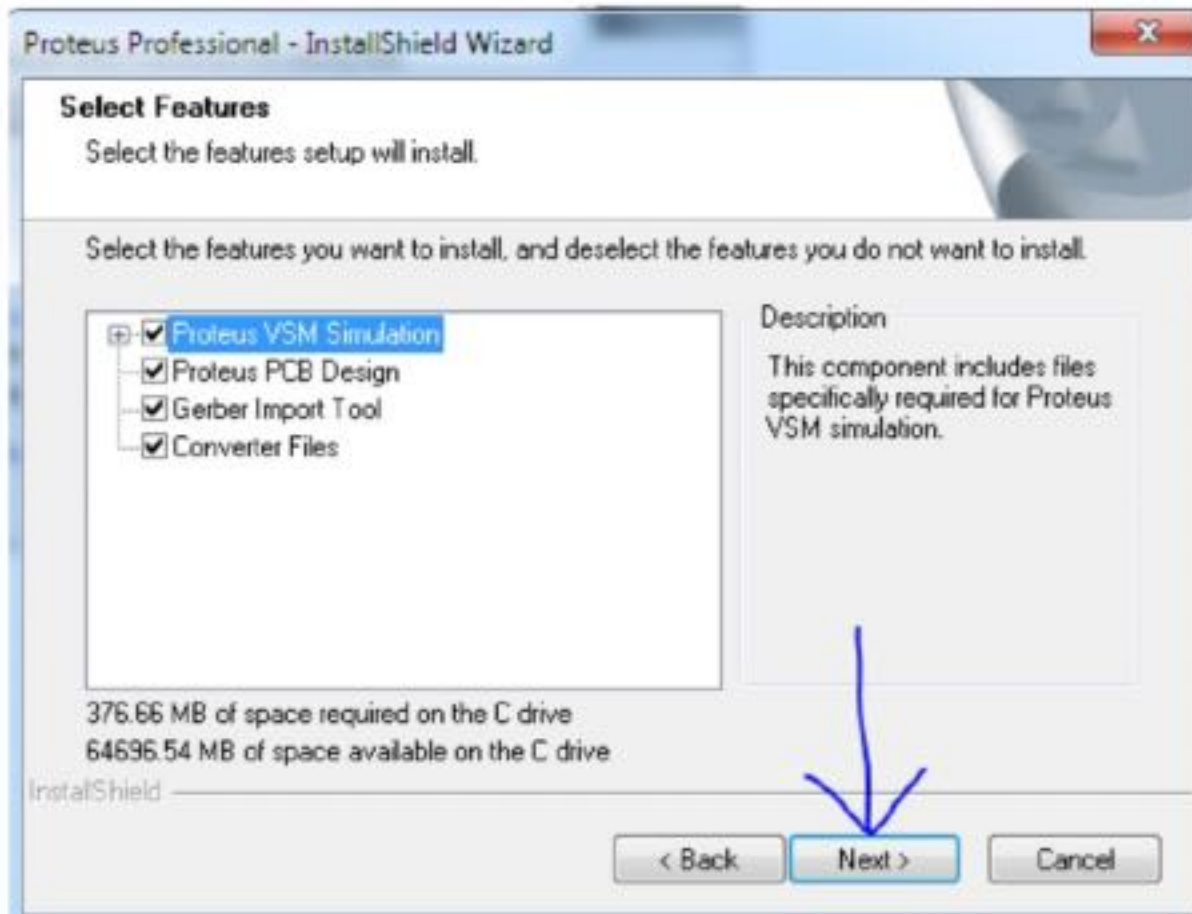 Proteus Professional - InstallShield Wizard
Select Features
Select the features setup will install.
Select the features you want to install, and deselect the features you do not want to install.
Proteus VSM Simulation
Proteus PCB Design
Gerber Import Tool
Converter Files
Description
This component includes files
specifically required for Proteus
VSM simulation.
376.66 MB of space required on the C drive
64696.54 MB of space available on the C drive
InstallShield
< Back
Next >
Cancel